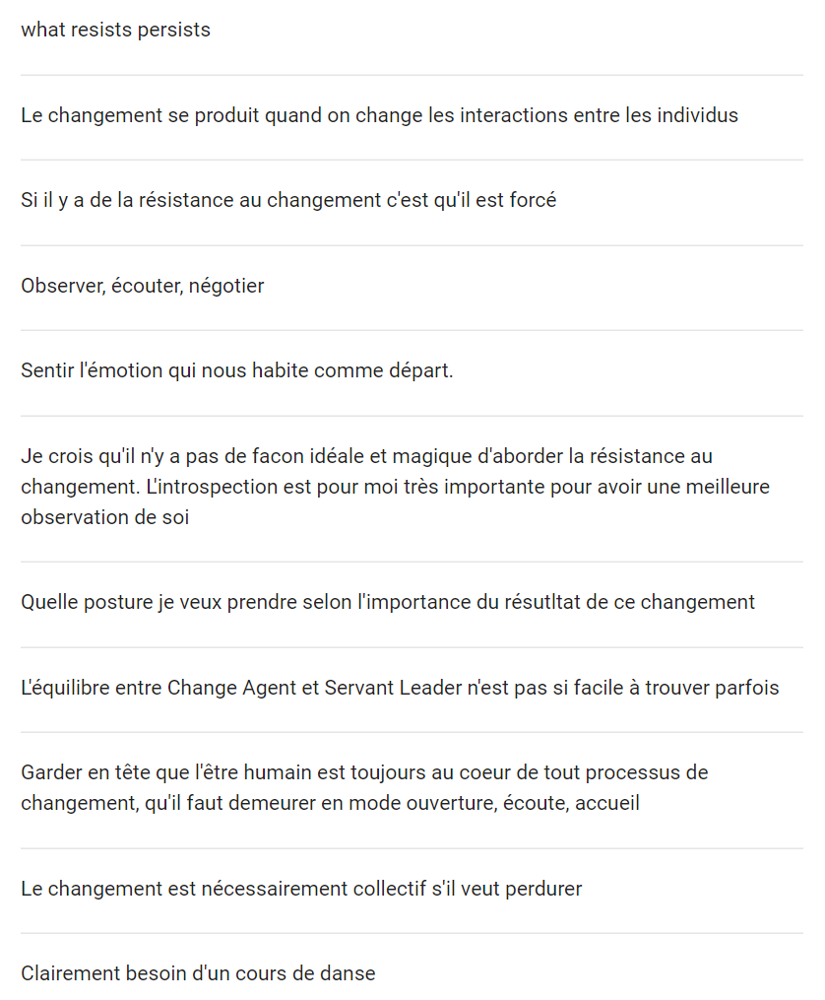 what resists persists
Le changement se produit quand on change les interactions entre les individus
Si il y a de la résistance au changement c'est qu'il est forcé
Observer, écouter, négotier
Sentir l'émotion qui nous habite comme départ.
Je crois qu'il n'y a pas de facon idéale et magique d'aborder la résistance au
changement. L'introspection est pour moi très importante pour avoir une meilleure
observation de soi
Quelle posture je veux prendre selon l'importance du résutltat de ce changement
L'équilibre entre Change Agent et Servant Leader n'est pas si facile à trouver parfois
Garder en tête que l'être humain est toujours au coeur de tout processus de
changement, qu'il faut demeurer en mode ouverture, écoute, accueil
Le changement est nécessairement collectif s'il veut perdurer
Clairement besoin d'un cours de danse